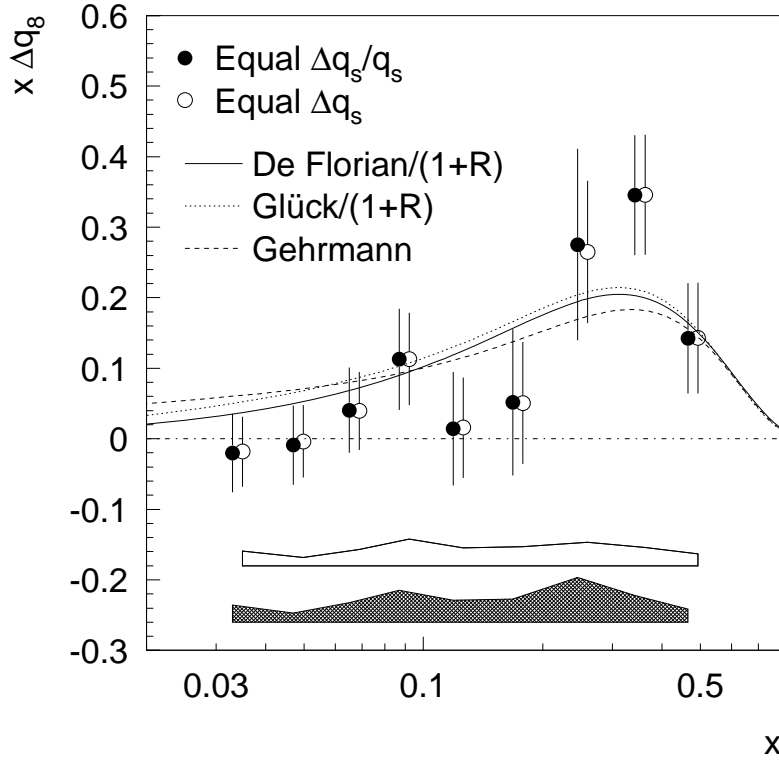 x Δq8
0.6
0.5
0.4
0.3
0.2
0.1
0
-0.1
-0.2
-0.3
Equal Δqs/qs
Equal Δqs
De Florian/(1+R)
Glück/(1+R)
Gehrmann
0.03 0.1 0.5
x